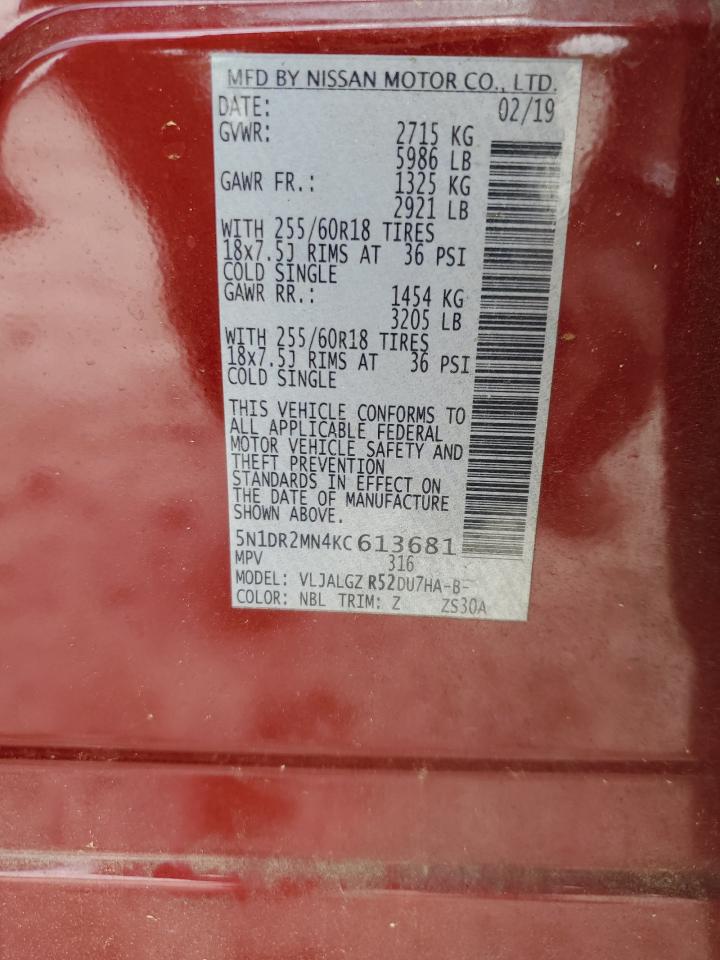 MFD BY NISSAN MOTOR CO., LTD.
DATE: 02/19
GVWR: 2715 KG
5986 LB
GAWR FR.: 1325 KG
2921 LB
WITH 255/60R18 TIRES
18x7.5J RIMS AT 36 PSI
COLD SINGLE
GAWR RR.: 1454 KG
3205 LB
WITH 255/60R18 TIRES
18x7.5J RIMS AT 36 PSI
COLD SINGLE
THIS VEHICLE CONFORMS TO
ALL APPLICABLE FEDERAL
MOTOR VEHICLE SAFETY AND
THEFT PREVENTION
STANDARDS IN EFFECT ON
THE DATE OF MANUFACTURE
SHOWN ABOVE.
5N1DR2MN4KC613681
MPV 316
MODEL: VLJALGZ R52DU7HA-B-
COLOR: NBL TRIM: Z ZS30A